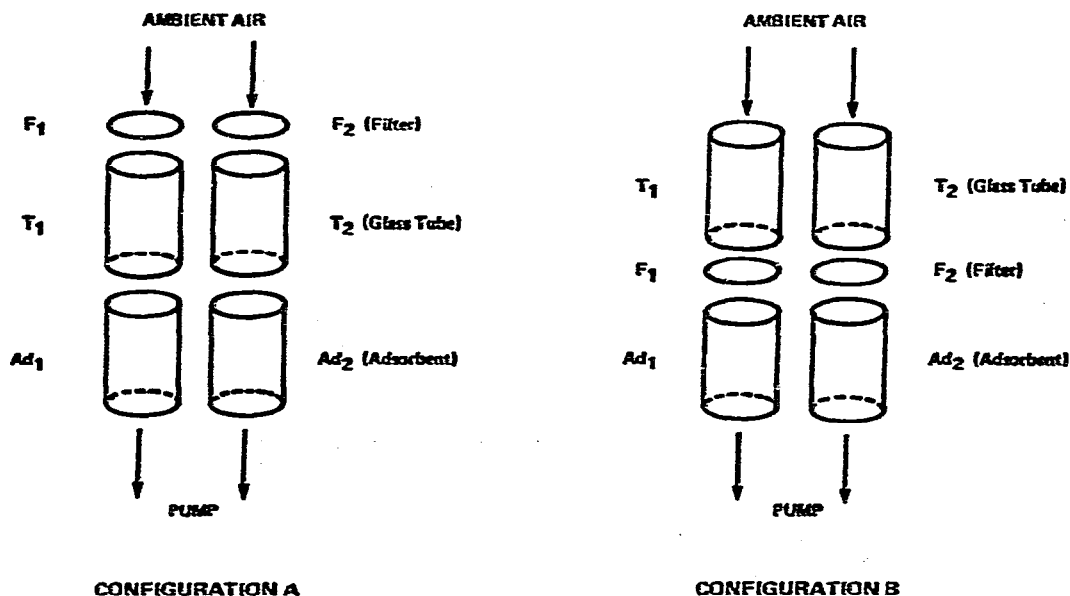 AMBIENT AIR
F1
F2 (Filter)
T1
T2 (Glass Tube)
Ad1
Ad2 (Adsorbent)
PUMP
CONFIGURATION A
AMBIENT AIR
T1
T2 (Glass Tube)
F1
F2 (Filter)
Ad1
Ad2 (Adsorbent)
PUMP
CONFIGURATION B